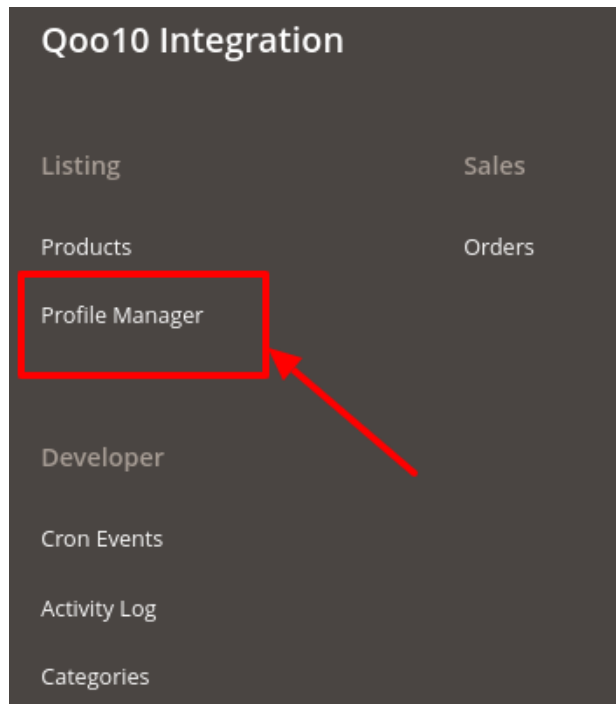 Qoo10 Integration
Listing
Products
Profile Manager
Sales
Orders
Developer
Cron Events
Activity Log
Categories